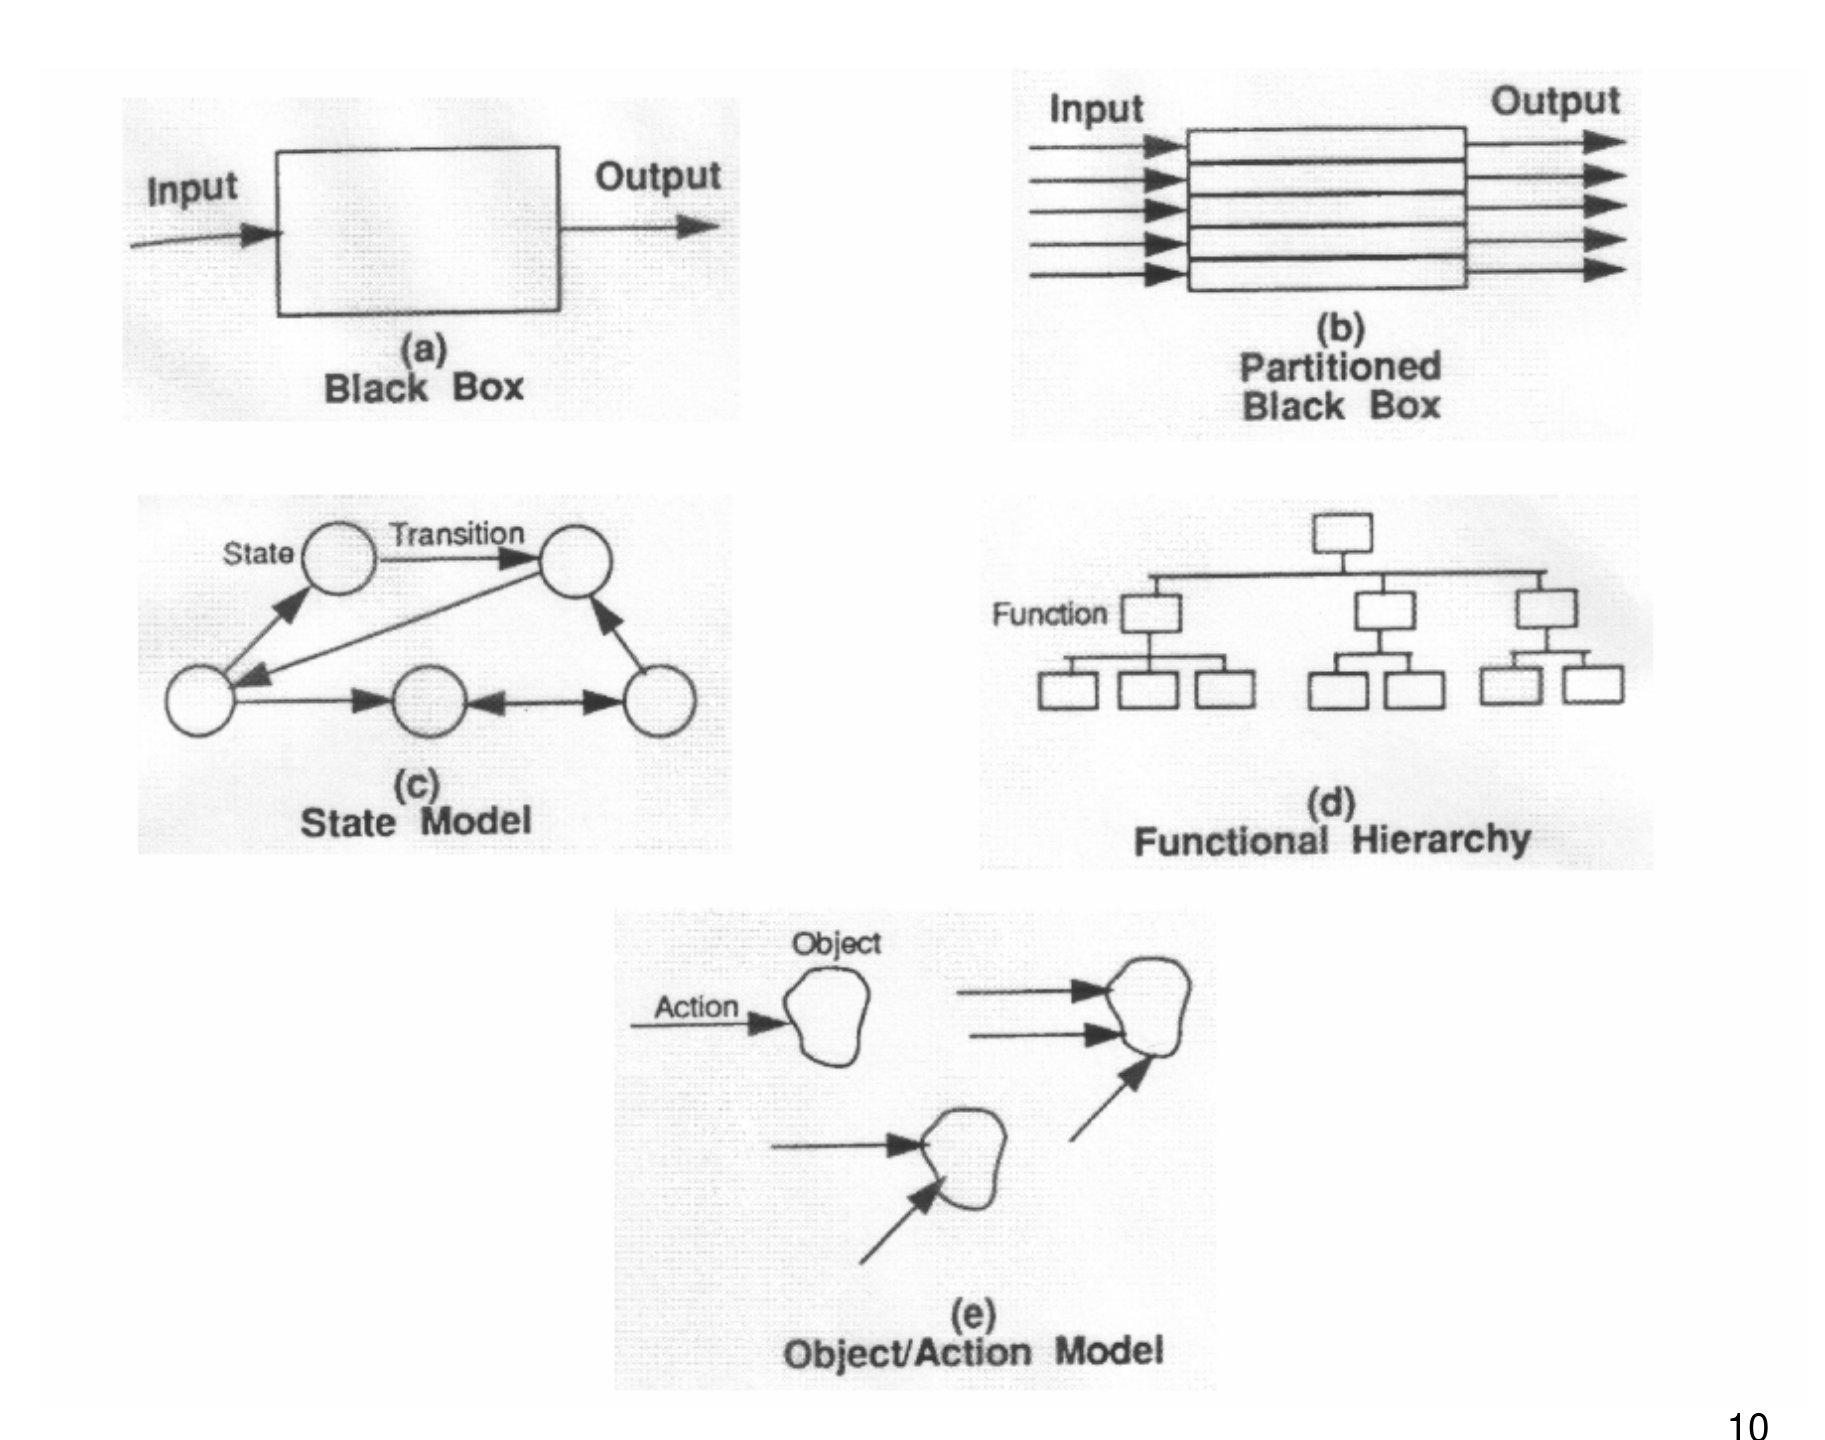 Input
Output
(a)
Black Box
Input
Output
(b)
Partitioned
Black Box
State
Transition
(c)
State Model
Function
(d)
Functional Hierarchy
Object
Action
(e)
Object/Action Model
10